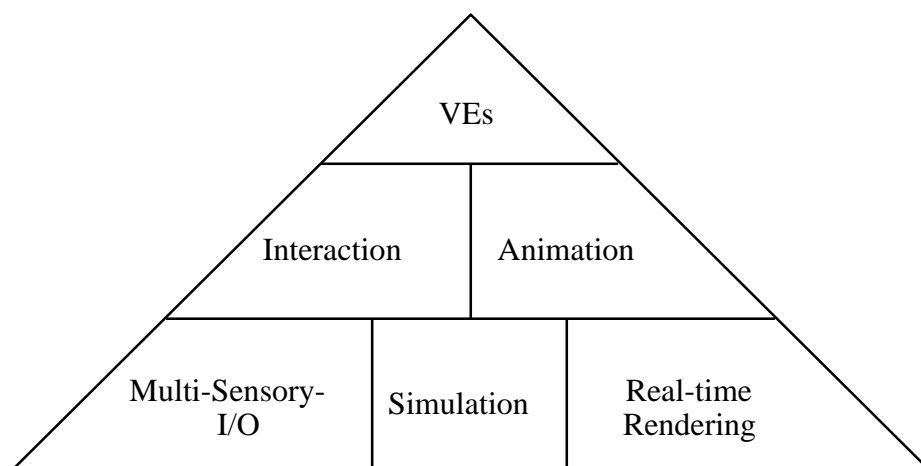 VEs
Interaction
Animation
Multi-Sensory-
I/O
Simulation
Real-time
Rendering